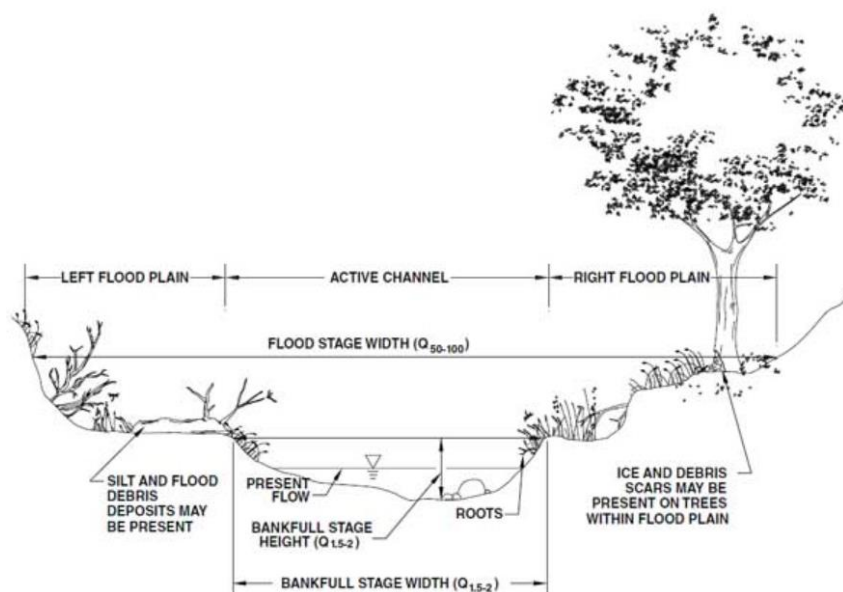 LEFT FLOOD PLAIN
ACTIVE CHANNEL
RIGHT FLOOD PLAIN
FLOOD STAGE WIDTH (Q50-100)
SILT AND FLOOD
DEBRIS
DEPOSITS MAY
BE PRESENT
PRESENT
FLOW
BANKFULL STAGE
HEIGHT (Q1.5-2)
ROOTS
ICE AND DEBRIS
SCARS MAY BE
PRESENT ON TREES
WITHIN FLOOD PLAIN
BANKFULL STAGE WIDTH (Q1.5-2)